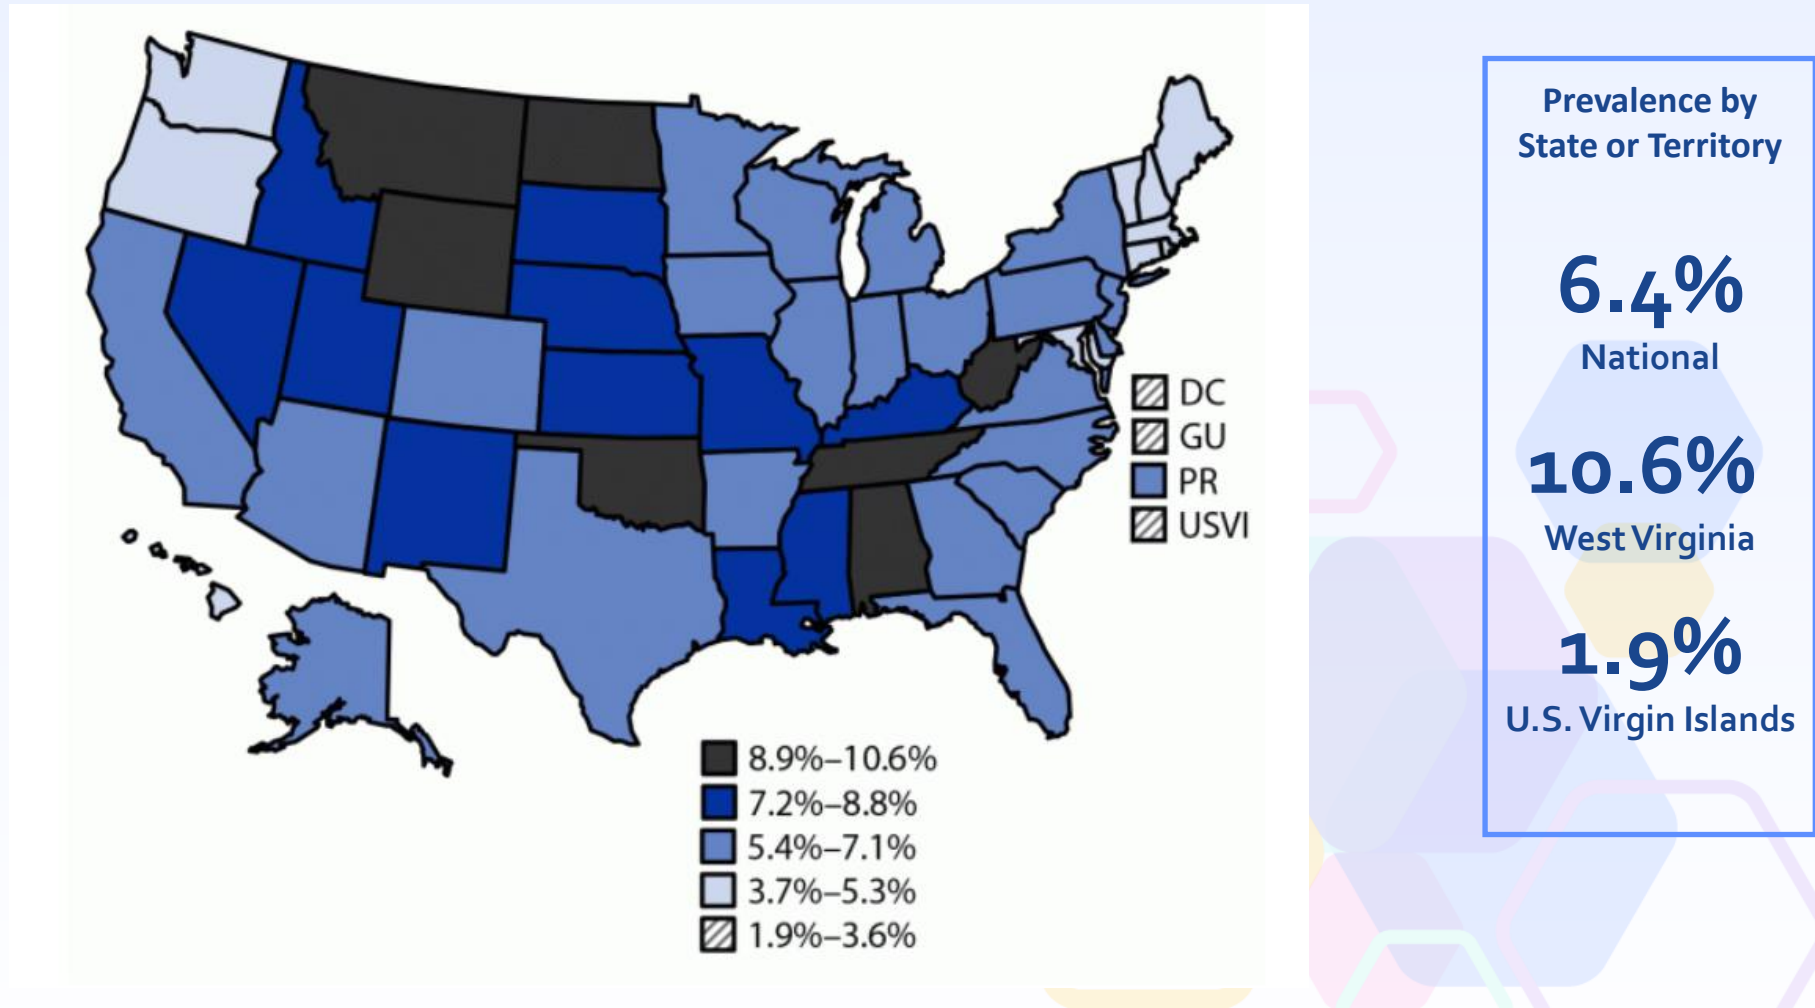 DC
GU
PR
USVI
8.9%–10.6%
7.2%–8.8%
5.4%–7.1%
3.7%–5.3%
1.9%–3.6%
Prevalence by
State or Territory
6.4%
National
10.6%
West Virginia
1.9%
U.S. Virgin Islands